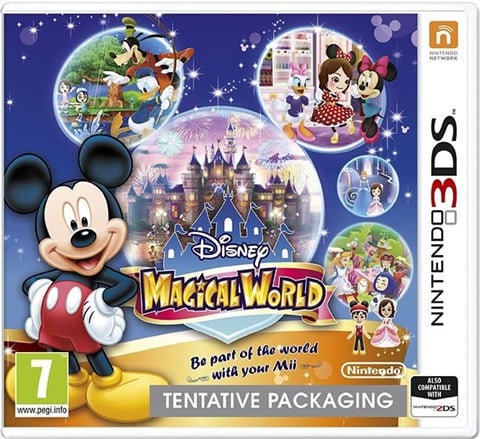 NINTENDO
NETWORK
NINTENDO 3DS
TM
Disney
MAGICAL WORLD
Be part of the world
with your Mii
Nintendo
7
www.pegi.info
TENTATIVE PACKAGING
ALSO
COMPATIBLE
WITH
NINTENDO 2DS